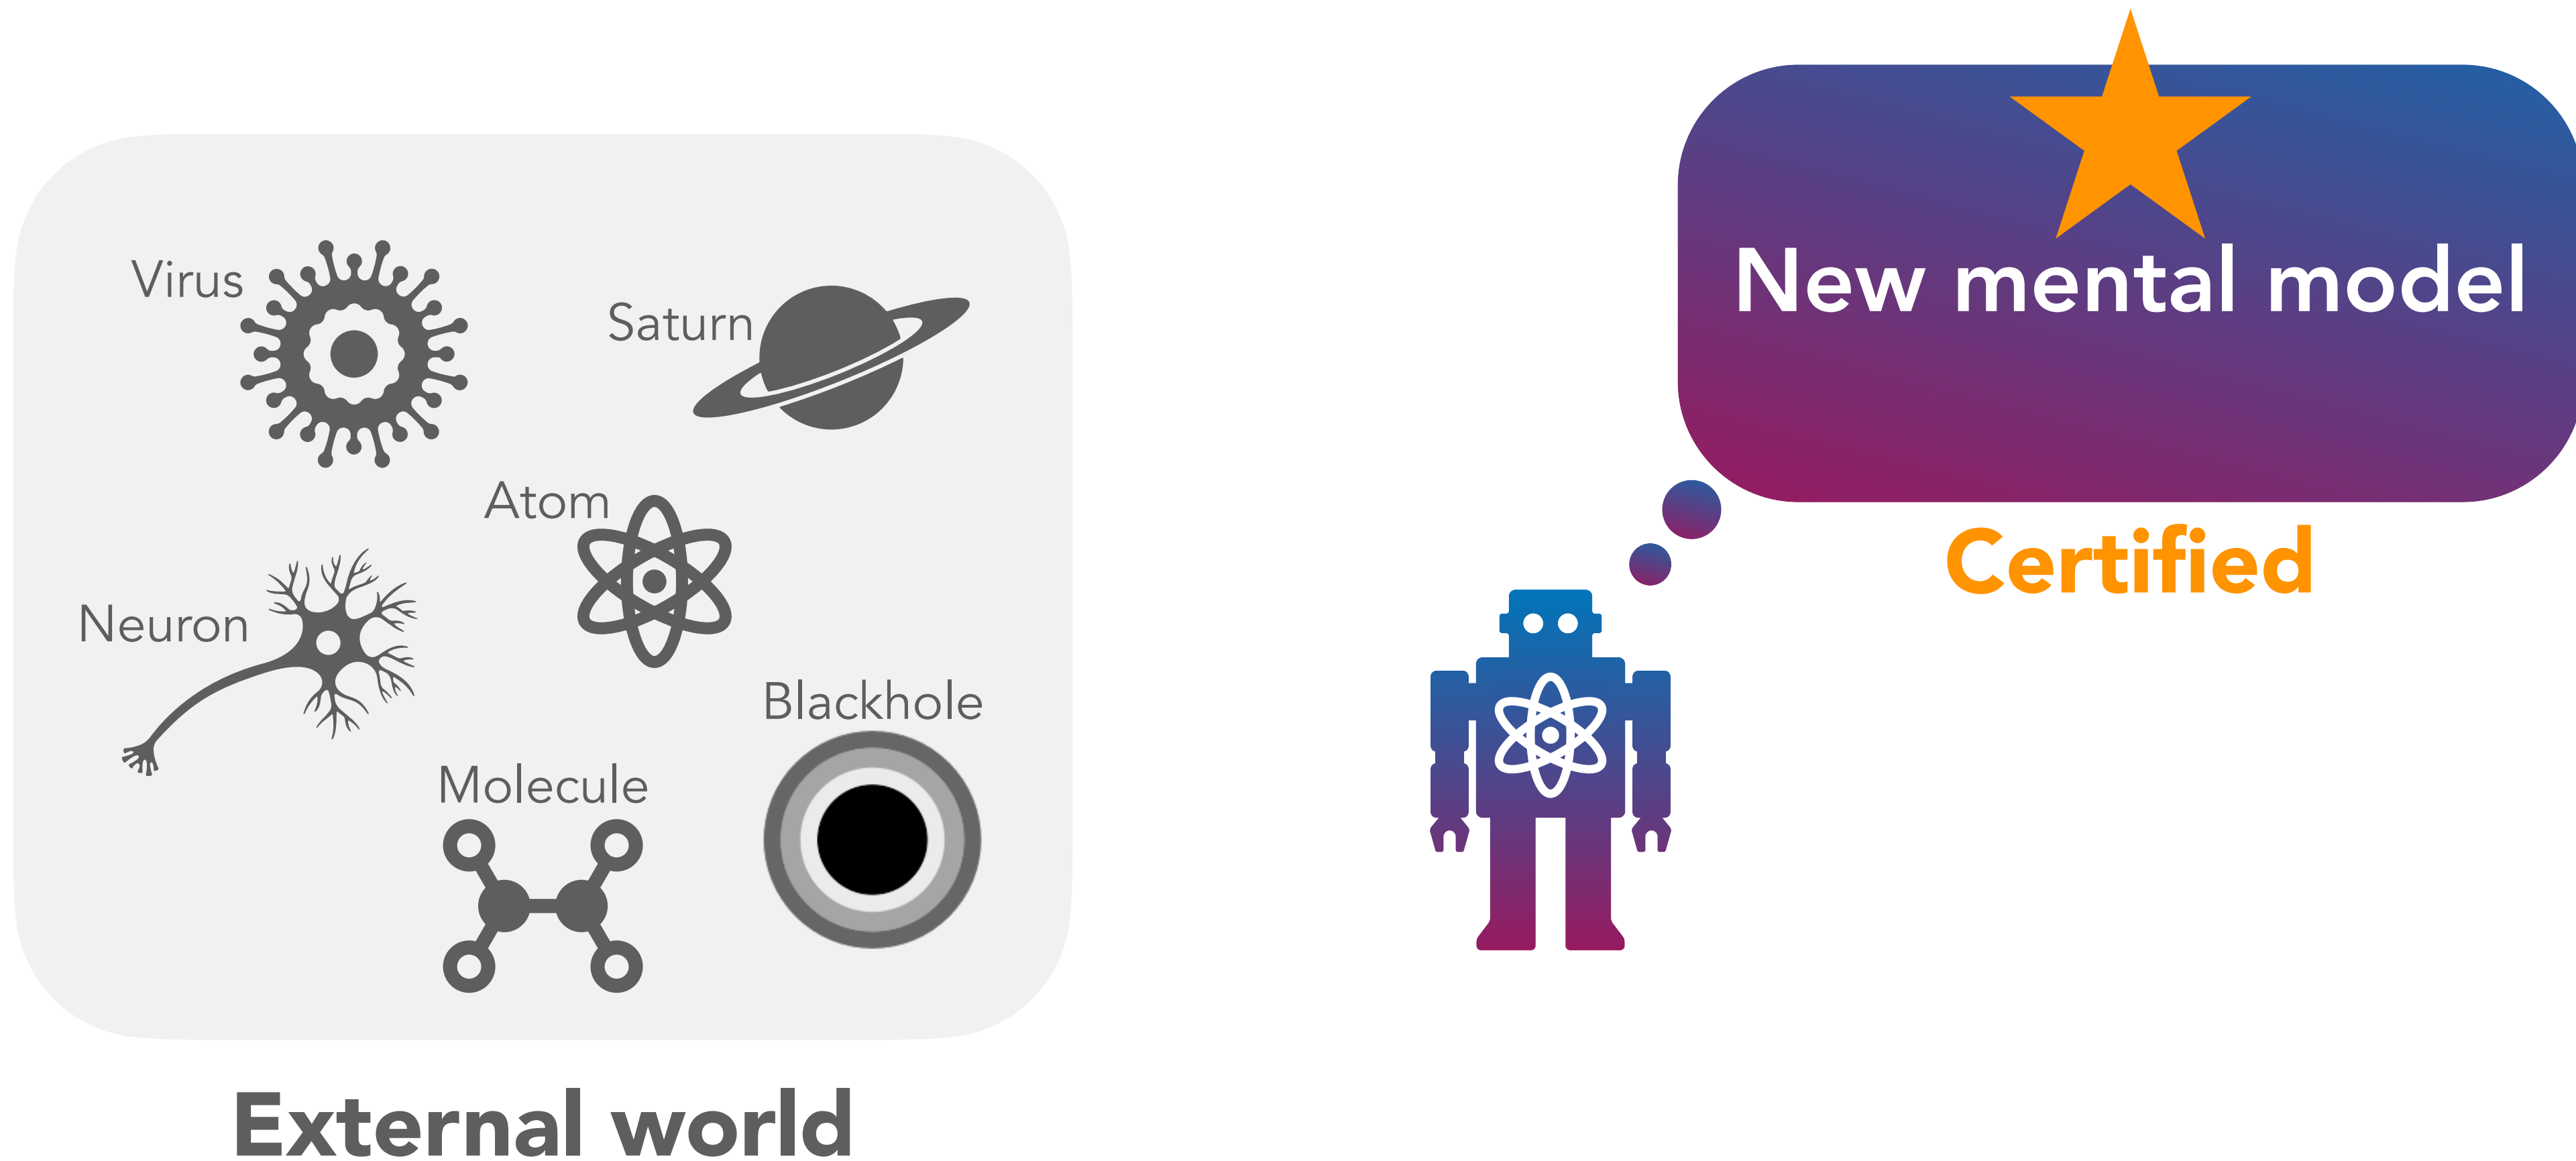 Virus
Saturn
Atom
Neuron
Blackhole
Molecule
External world
New mental model
Certified